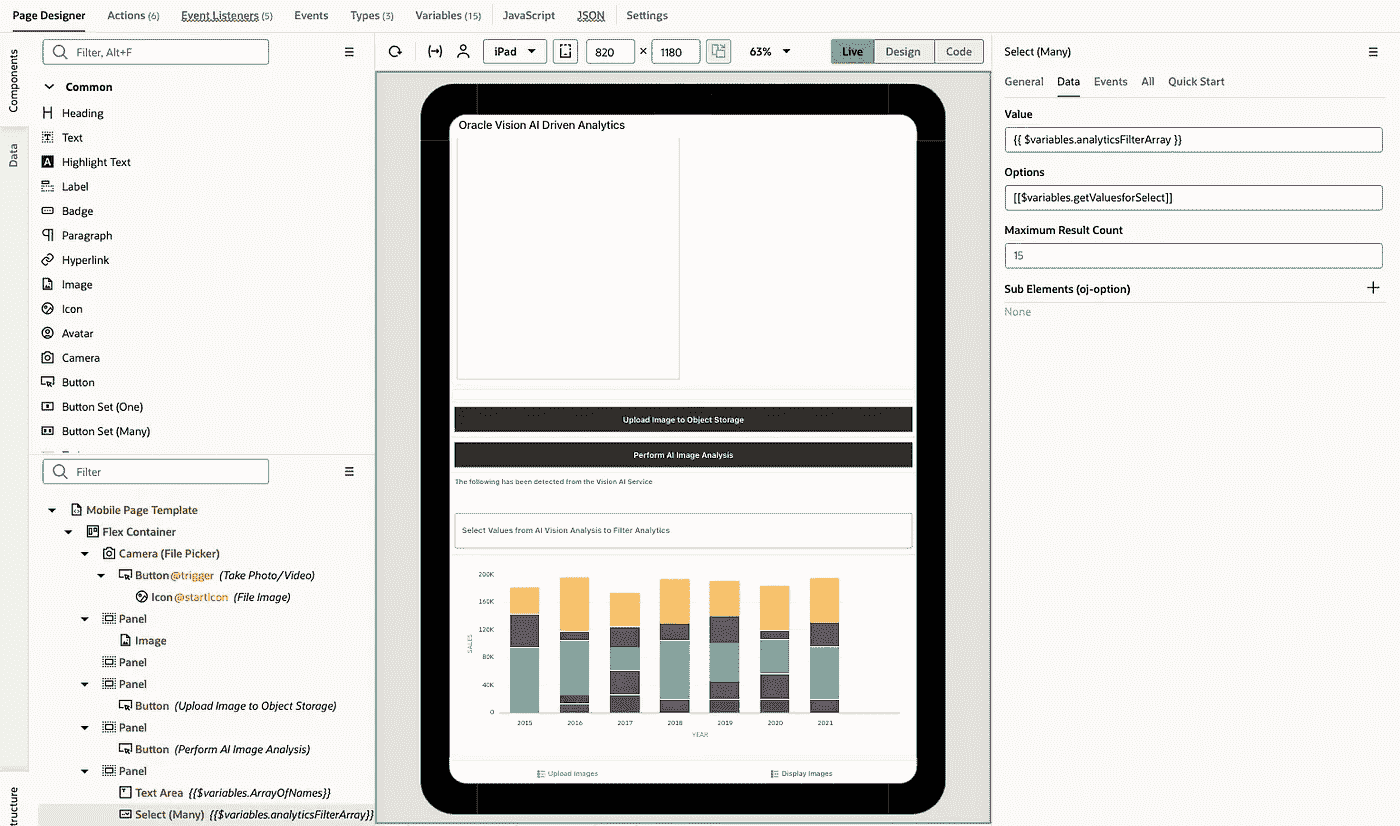 Page Designer
Actions (6)
Event Listeners (5)
Events
Types (3)
Variables (15)
JavaScript
JSON
Settings
Components
Data
Filter, Alt+F
Common
Heading
Text
Highlight Text
Label
Badge
Paragraph
Hyperlink
Image
Icon
Avatar
Camera
Button
Button Set (One)
Button Set (Many)
Filter
Mobile Page Template
Flex Container
Camera (File Picker)
Button @trigger (Take Photo/Video)
Icon @startIcon (File Image)
Panel
Image
Panel
Panel
Button (Upload Image to Object Storage)
Panel
Button (Perform AI Image Analysis)
Panel
Text Area {{$variables.ArrayOfNames}}
Select (Many) {{$variables.analyticsFilterArray}}
tructure
iPad
820 × 1180
63%
Live
Design
Code
Oracle Vision AI Driven Analytics
Upload Image to Object Storage
Perform AI Image Analysis
The following has been detected from the Vision AI Service
Select Values from AI Vision Analysis to Filter Analytics
200K
160K
120K
80K
40K
0
SALES
2015 2016 2017 2018 2019 2020 2021
YEAR
Upload Images
Display Images
Select (Many)
General
Data
Events
All
Quick Start
Value
{{ $variables.analyticsFilterArray }}
Options
[[$variables.getValuesforSelect]]
Maximum Result Count
15
Sub Elements (oj-option)
None